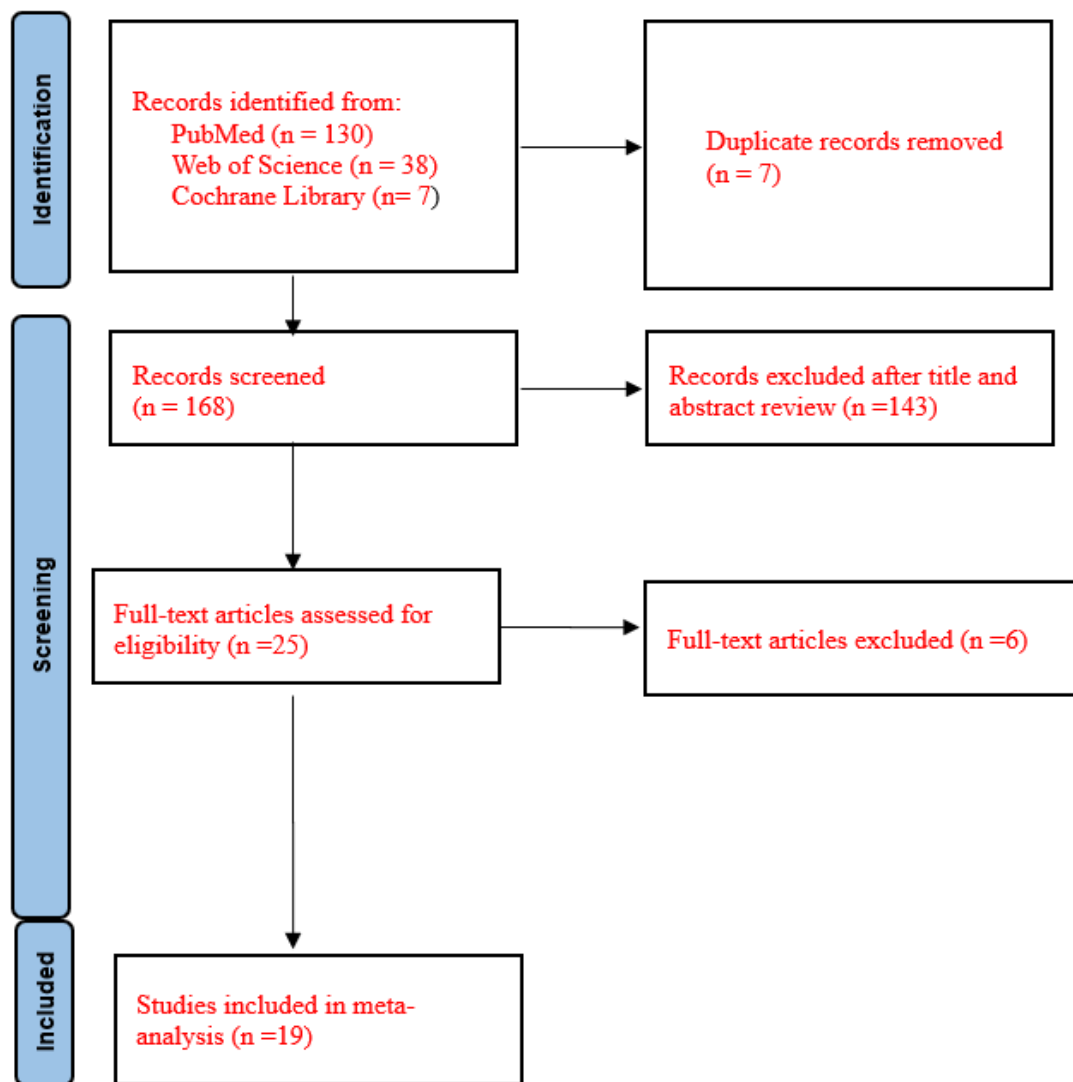 Identification
Records identified from:
PubMed (n = 130)
Web of Science (n = 38)
Cochrane Library (n= 7)
Duplicate records removed
(n = 7)
Screening
Records screened
(n = 168)
Records excluded after title and
abstract review (n =143)
Full-text articles assessed for
eligibility (n =25)
Full-text articles excluded (n =6)
Included
Studies included in meta-
analysis (n =19)